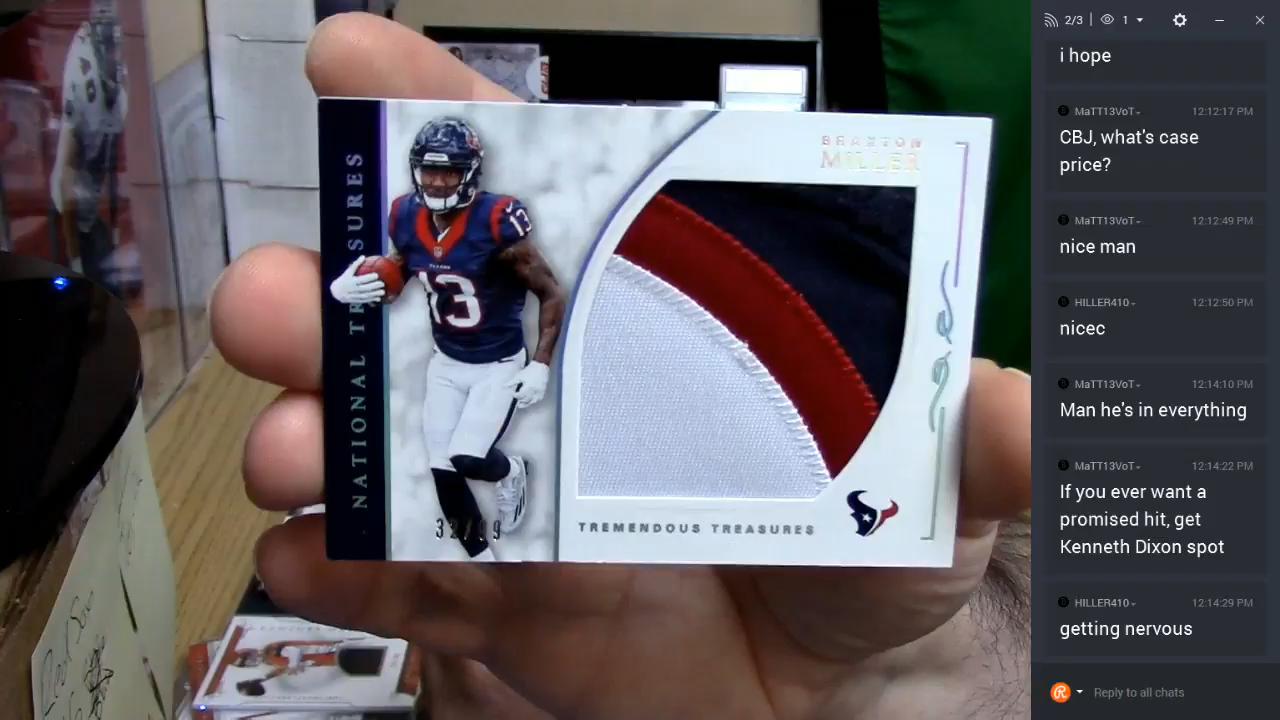 NATIONAL TREASURES
13
13
BRAXTON
MILLER
TREMENDOUS TREASURES
2/3
1
i hope
MaTT13VoT
12:12:17 PM
CBJ, what's case
price?
MaTT13VoT
12:12:49 PM
nice man
HILLER410
12:12:50 PM
nicec
MaTT13VoT
12:14:10 PM
Man he's in everything
MaTT13VoT
12:14:22 PM
If you ever want a
promised hit, get
Kenneth Dixon spot
HILLER410
12:14:29 PM
getting nervous
Reply to all chats